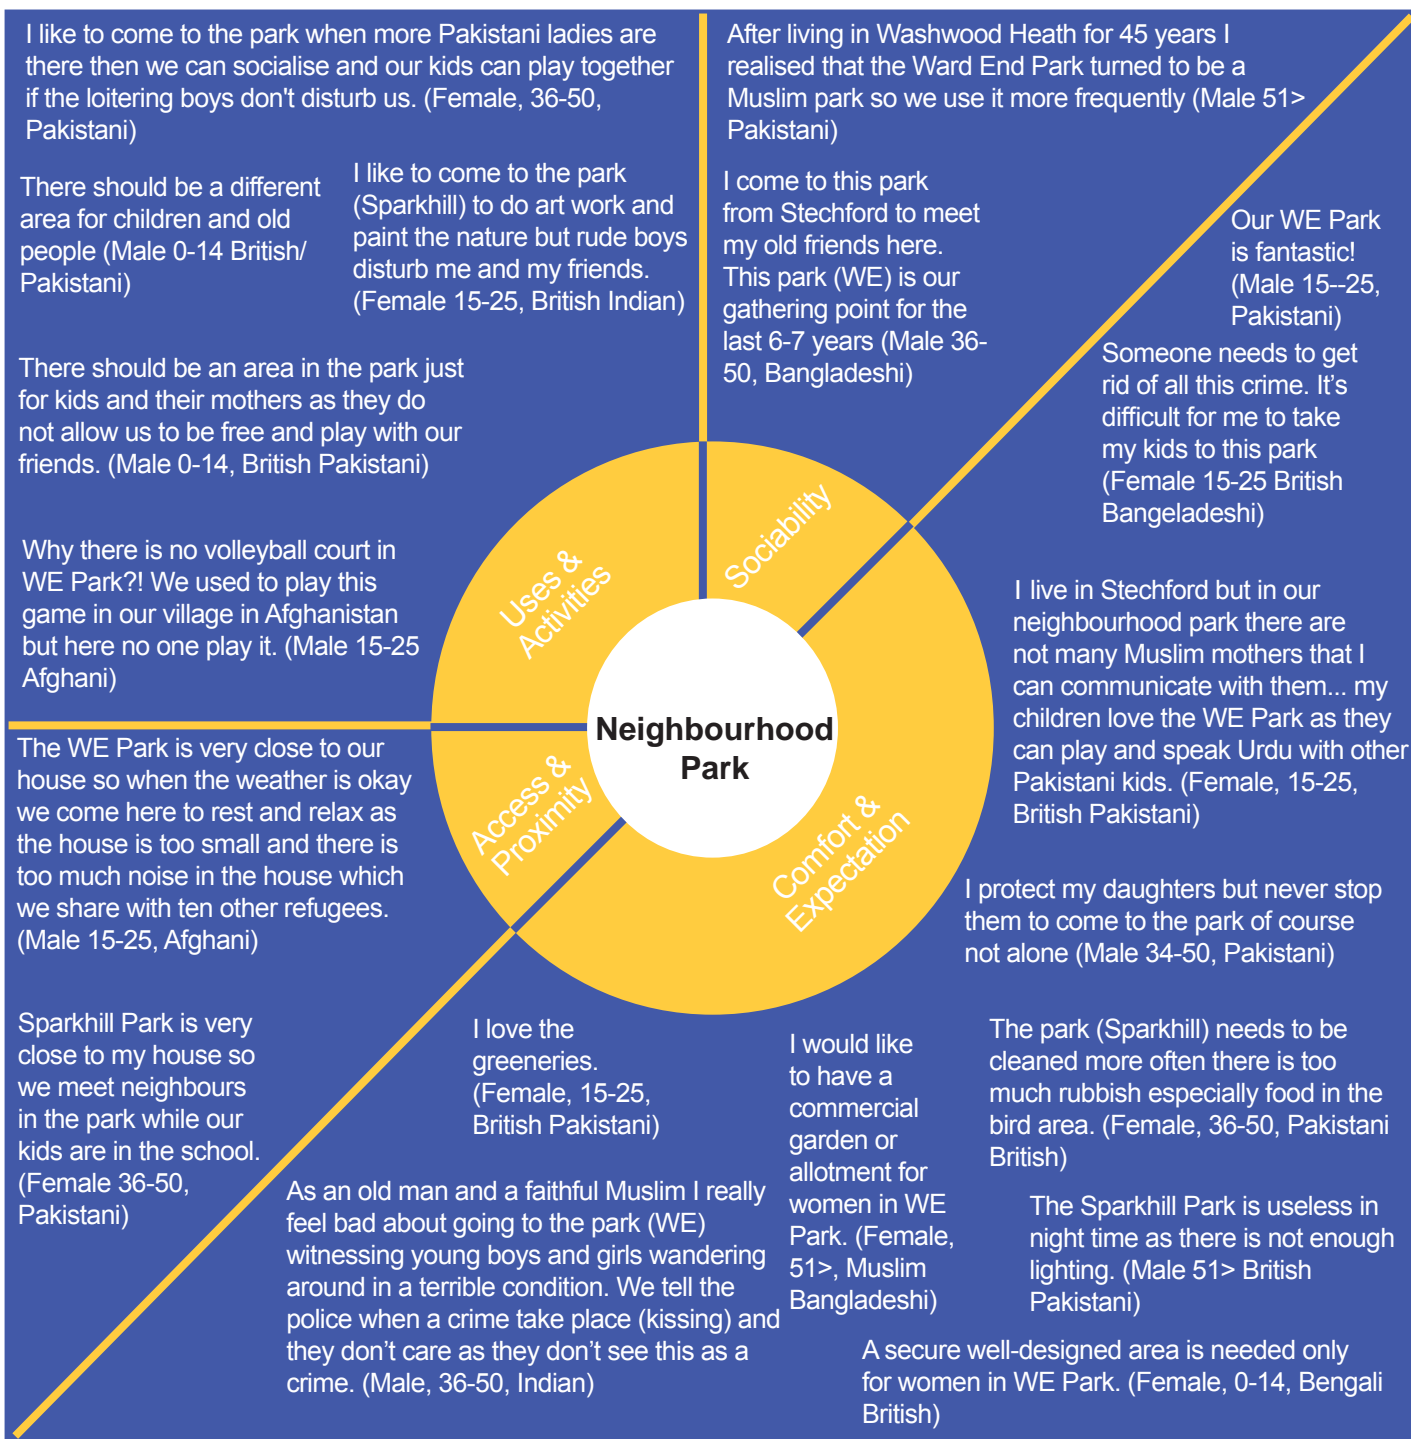 I like to come to the park when more Pakistani ladies are
there then we can socialise and our kids can play together
if the loitering boys don't disturb us. (Female, 36-50,
Pakistani)
There should be a different
area for children and old
people (Male 0-14 British/
Pakistani)
I like to come to the park
(Sparkhill) to do art work and
paint the nature but rude boys
disturb me and my friends.
(Female 15-25, British Indian)
There should be an area in the park just
for kids and their mothers as they do
not allow us to be free and play with our
friends. (Male 0-14, British Pakistani)
Why there is no volleyball court in
WE Park?! We used to play this
game in our village in Afghanistan
but here no one play it. (Male 15-25
Afghani)
After living in Washwood Heath for 45 years I
realised that the Ward End Park turned to be a
Muslim park so we use it more frequently (Male 51>
Pakistani)
I come to this park
from Stechford to meet
my old friends here.
This park (WE) is our
gathering point for the
last 6-7 years (Male 36-
50, Bangladeshi)
Our WE Park
is fantastic!
(Male 15--25,
Pakistani)
Someone needs to get
rid of all this crime. It’s
difficult for me to take
my kids to this park
(Female 15-25 British
Bangeladeshi)
I live in Stechford but in our
neighbourhood park there are
not many Muslim mothers that I
can communicate with them... my
children love the WE Park as they
can play and speak Urdu with other
Pakistani kids. (Female, 15-25,
British Pakistani)
I protect my daughters but never stop
them to come to the park of course
not alone (Male 34-50, Pakistani)
The park (Sparkhill) needs to be
cleaned more often there is too
much rubbish especially food in the
bird area. (Female, 36-50, Pakistani
British)
The Sparkhill Park is useless in
night time as there is not enough
lighting. (Male 51> British
Pakistani)
A secure well-designed area is needed only
for women in WE Park. (Female, 0-14, Bengali
British)
I would like
to have a
commercial
garden or
allotment for
women in WE
Park. (Female,
51>, Muslim
Bangladeshi)
I love the
greeneries.
(Female, 15-25,
British Pakistani)
As an old man and a faithful Muslim I really
feel bad about going to the park (WE)
witnessing young boys and girls wandering
around in a terrible condition. We tell the
police when a crime take place (kissing) and
they don’t care as they don’t see this as a
crime. (Male, 36-50, Indian)
The WE Park is very close to our
house so when the weather is okay
we come here to rest and relax as
the house is too small and there is
too much noise in the house which
we share with ten other refugees.
(Male 15-25, Afghani)
Sparkhill Park is very
close to my house so
we meet neighbours
in the park while our
kids are in the school.
(Female 36-50,
Pakistani)
Uses &
Activities
Sociability
Access &
Proximity
Comfort &
Expectation
Neighbourhood
Park